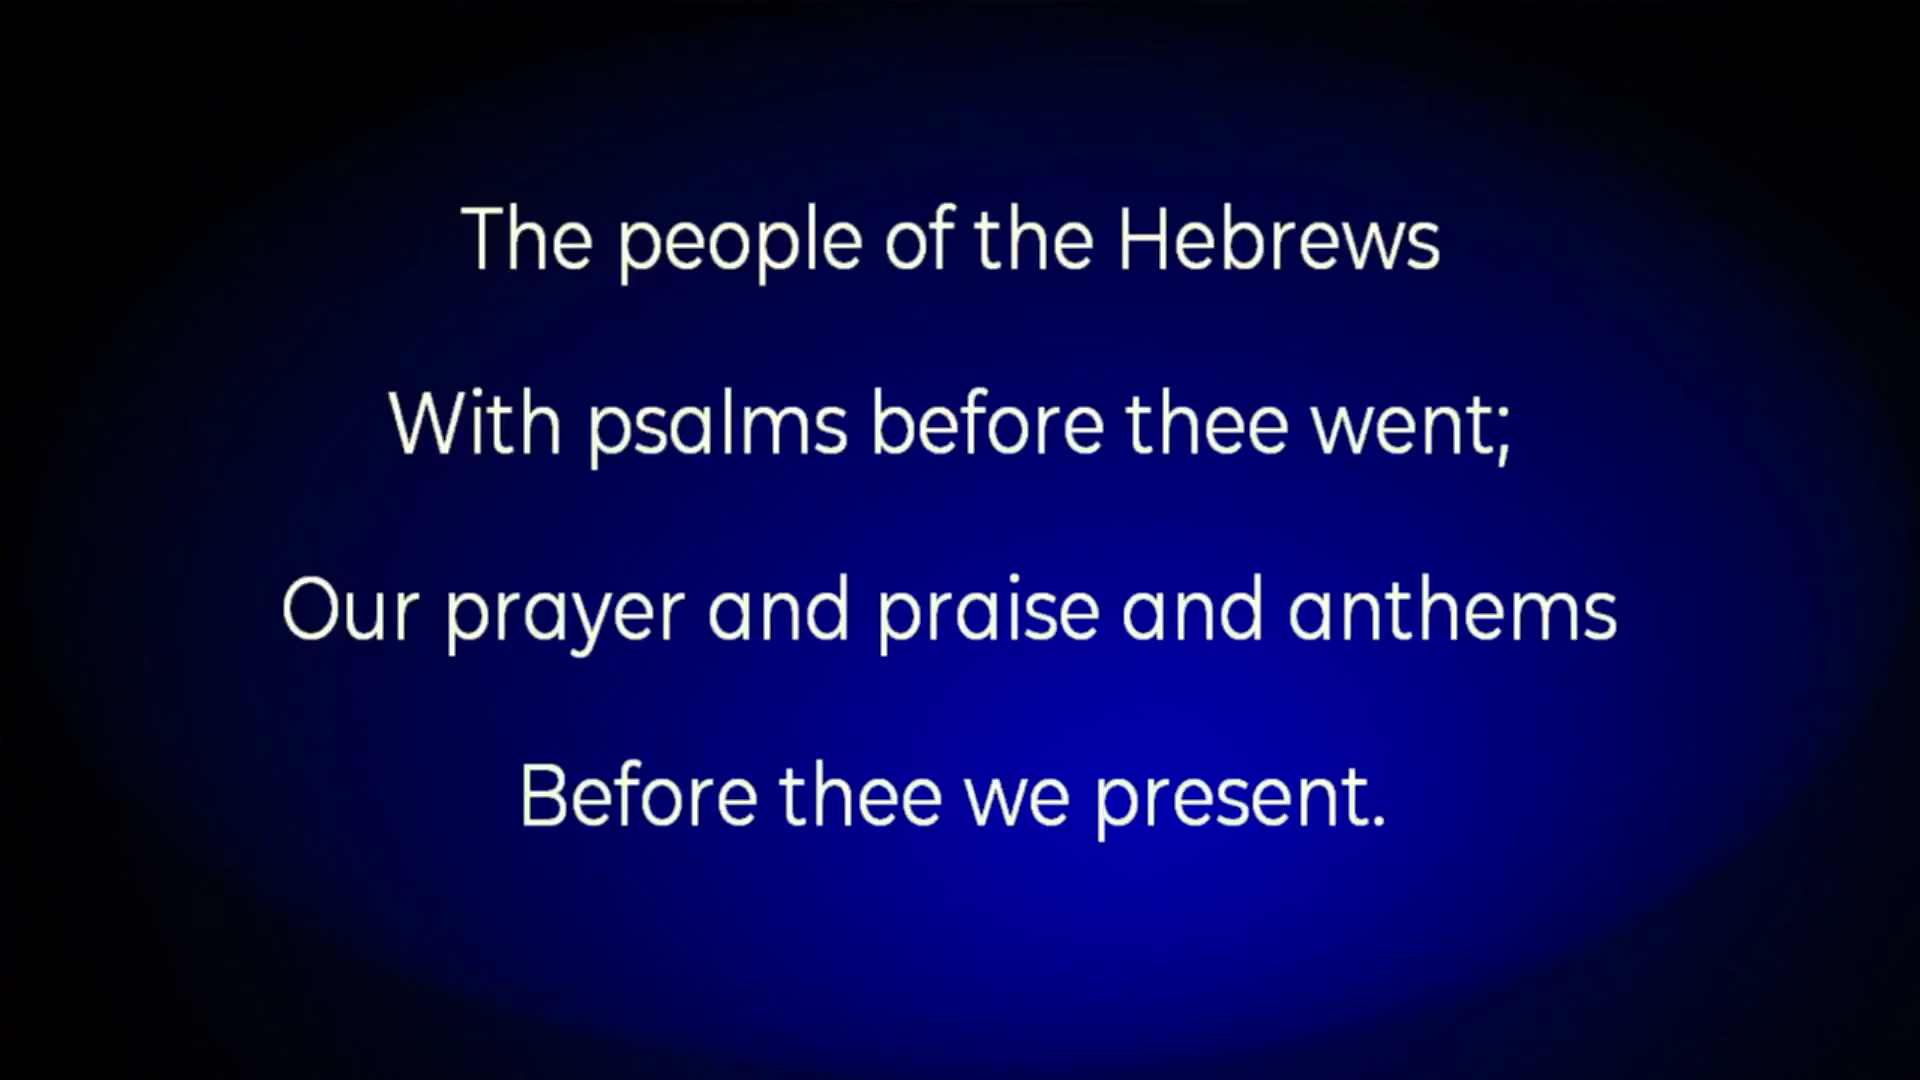 The people of the Hebrews
With psalms before thee went;
Our prayer and praise and anthems
Before thee we present.